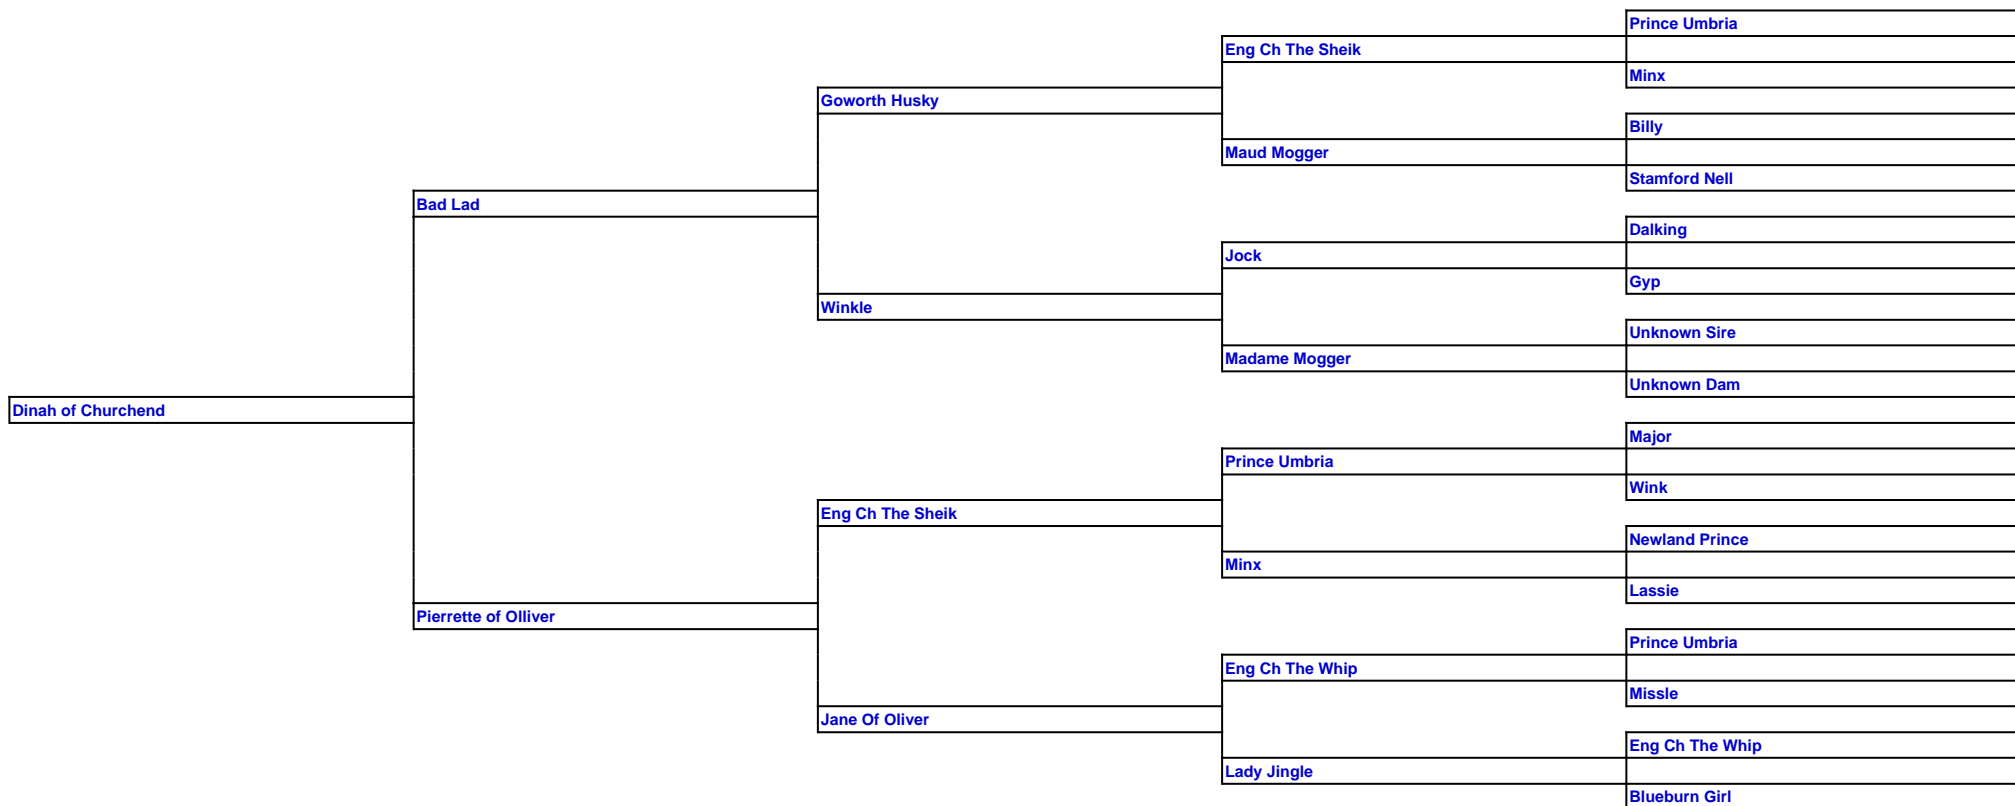 Prince Umbria
Eng Ch The Sheik
Minx
Goworth Husky
Billy
Maud Mogger
Stamford Nell
Bad Lad
Dalking
Jock
Gyp
Winkle
Unknown Sire
Madame Mogger
Unknown Dam
Dinah of Churchend
Major
Prince Umbria
Wink
Eng Ch The Sheik
Newland Prince
Minx
Lassie
Pierrette of Olliver
Prince Umbria
Eng Ch The Whip
Missle
Jane Of Oliver
Eng Ch The Whip
Lady Jingle
Blueburn Girl